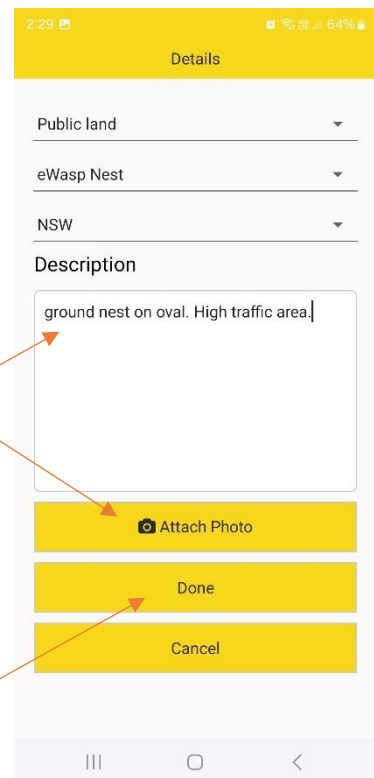 2:29 64%
Details
Public land
eWasp Nest
NSW
Description
ground nest on oval. High traffic area.
Attach Photo
Done
Cancel